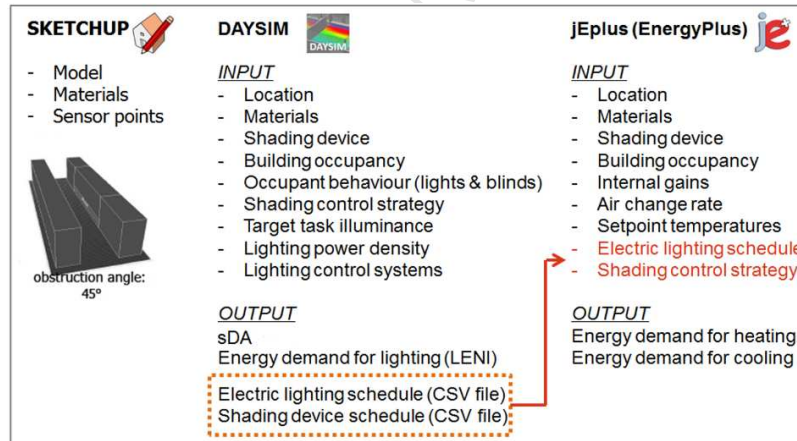 SKETCHUP
- Model
- Materials
- Sensor points
obstruction angle:
45°
DAYSIM
DAYSIM
INPUT
- Location
- Materials
- Shading device
- Building occupancy
- Occupant behaviour (lights & blinds)
- Shading control strategy
- Target task illuminance
- Lighting power density
- Lighting control systems
OUTPUT
sDA
Energy demand for lighting (LENI)
Electric lighting schedule (CSV file)
Shading device schedule (CSV file)
jEplus (EnergyPlus)
je
INPUT
- Location
- Materials
- Shading device
- Building occupancy
- Internal gains
- Air change rate
- Setpoint temperatures
- Electric lighting schedule
- Shading control strategy
OUTPUT
Energy demand for heating
Energy demand for cooling